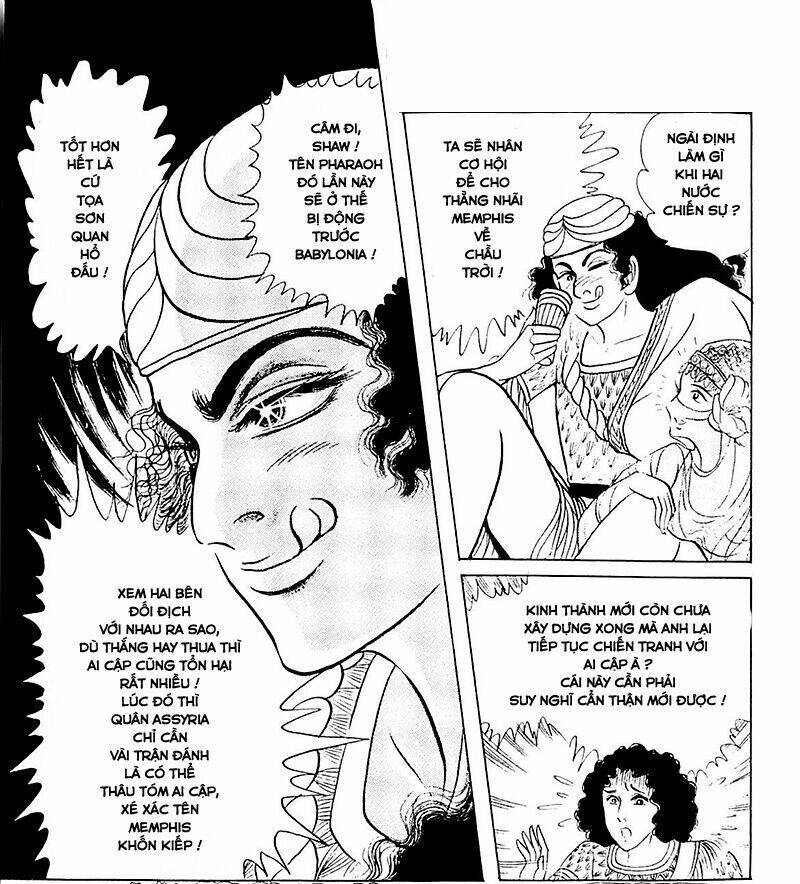 NGÀI ĐỊNH
LÀM GÌ
KHI HAI
NƯỚC
CHIẾN SỰ ?
TA SẼ NHÂN
CƠ HỘI
ĐỂ CHO
THẰNG NHÃI
MEMPHIS
VỀ
CHẦU
TRỜI !
KINH THÀNH MỚI CÒN CHƯA
XÂY DỰNG XONG MÀ ANH LẠI
TIẾP TỤC CHIẾN TRANH VỚI
AI CẬP À ?
CÁI NÀY CẦN PHẢI
SUY NGHĨ CẨN THẬN MỚI ĐƯỢC !
CÂM ĐI,
SHAW !
TÊN PHARAOH
ĐÓ LẦN NÀY
SẼ Ở THẾ
BỊ ĐỘNG
TRƯỚC
BABYLONIA !
TỐT HƠN
HẾT LÀ
CỨ
TỌA
SƠN
QUAN
HỔ
ĐẤU !
XEM HAI BÊN
ĐỐI ĐỊCH
VỚI NHAU RA SAO,
DÙ THẮNG HAY THUA THÌ
AI CẬP CŨNG TỔN HẠI
RẤT NHIỀU !
LÚC ĐÓ THÌ
QUÂN ASSYRIA
CHỈ CẦN
VÀI TRẬN ĐÁNH
LÀ CÓ THỂ
THÂU TÓM AI CẬP,
XÉ XÁC TÊN
MEMPHIS
KHỐN KIẾP !